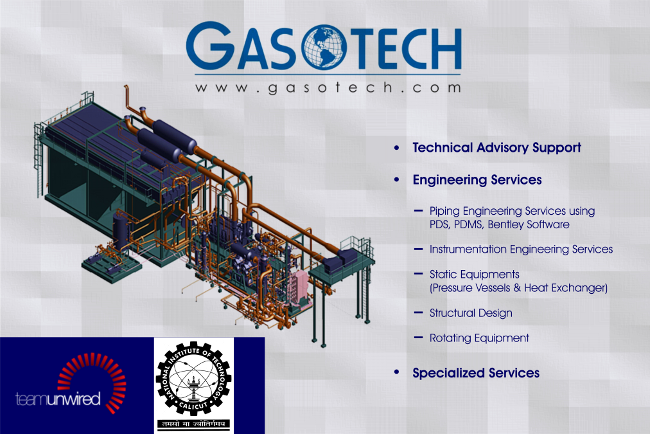 GASOTECH
www.gasotech.com
• Technical Advisory Support
• Engineering Services
– Piping Engineering Services using
PDS, PDMS, Bentley Software
– Instrumentation Engineering Services
– Static Equipments
(Pressure Vessels & Heat Exchanger)
– Structural Design
– Rotating Equipment
• Specialized Services
teamunwired
NATIONAL INSTITUTE OF TECHNOLOGY
CALICUT
तमसो मा ज्योतिर्गमय